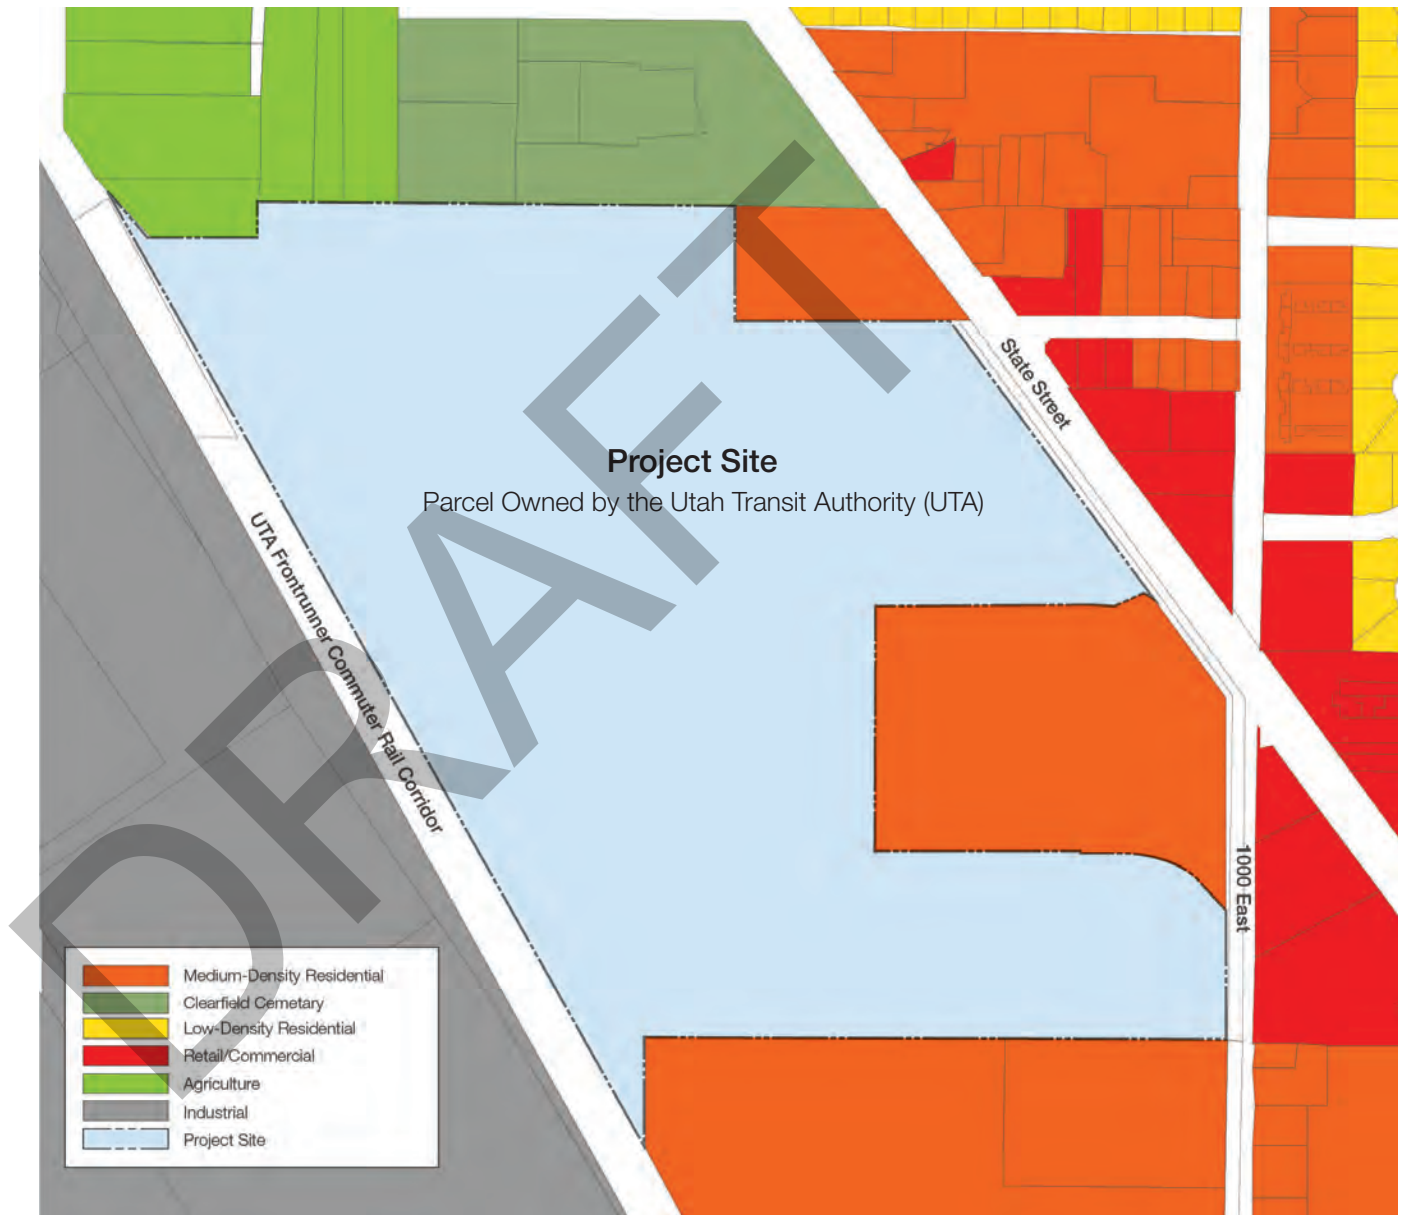 State Street
Project Site
Parcel Owned by the Utah Transit Authority (UTA)
UTA Frontrunner Commuter Rail Corridor
1000 East
DRAFT
Medium-Density Residential
Clearfield Cemetary
Low-Density Residential
Retail/Commercial
Agriculture
Industrial
Project Site